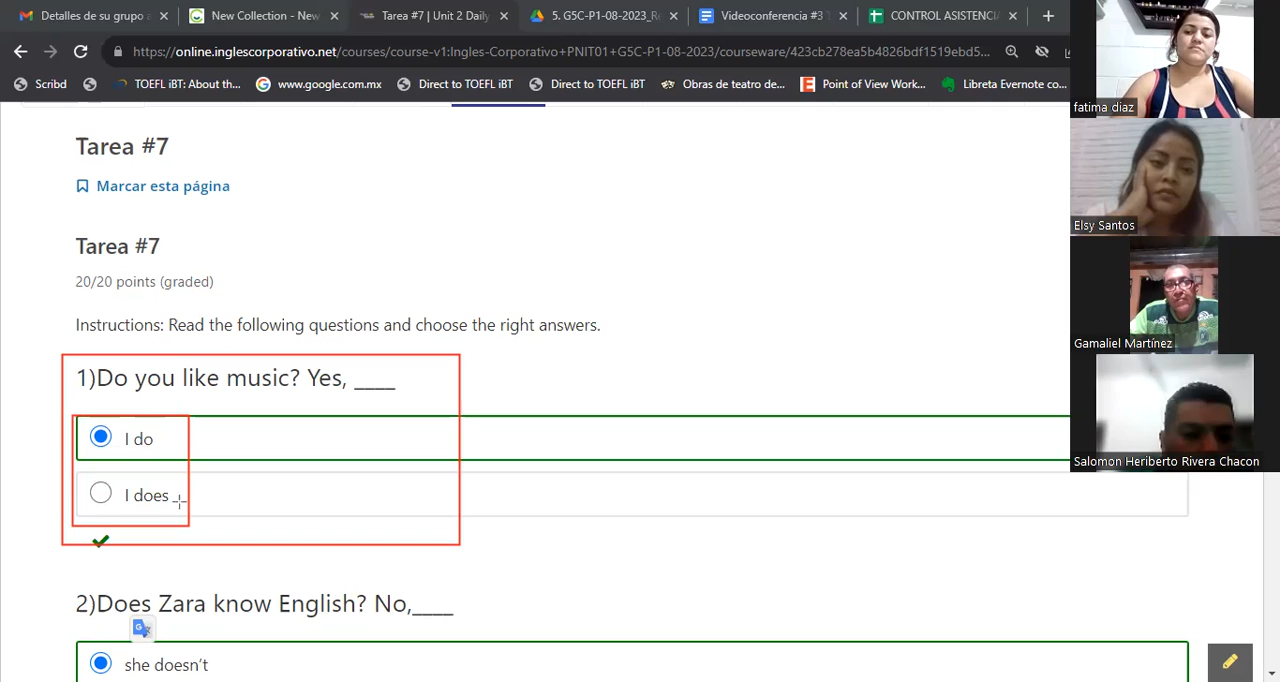 Detalles de su grupo a
New Collection - New
Tarea #7 | Unit 2 Daily
5. G5C-P1-08-2023_Re
Videoconferencia #3 T
CONTROL ASISTENCIA
https://online.inglescorporativo.net/courses/course-v1:Ingles-Corporativo+PNIT01+G5C-P1-08-2023/courseware/423cb278ea5b4826bdf1519ebd5...
Scribd
TOEFL iBT: About th...
www.google.com.mx
Direct to TOEFL iBT
Direct to TOEFL iBT
Obras de teatro de...
Point of View Work...
Libreta Evernote co...
Tarea #7
Marcar esta página
Tarea #7
20/20 points (graded)
Instructions: Read the following questions and choose the right answers.
1)Do you like music? Yes, ____
I do
I does
2)Does Zara know English? No,____
she doesn't
fatima diaz
Elsy Santos
Gamaliel Martínez
Salomon Heriberto Rivera Chacon